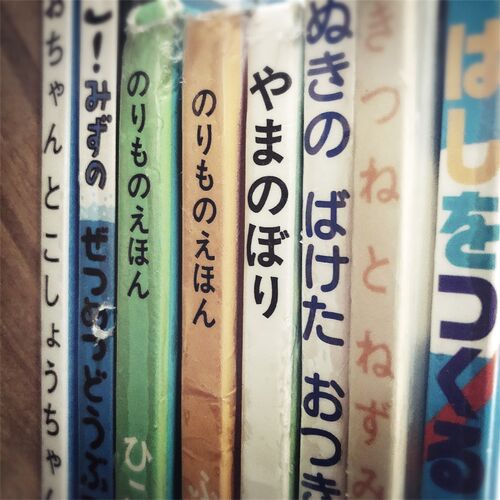 おちゃんとこしょうちゃん
し!みずの
ぜつめつどうぶ
のりものえほん
ひこ
のりものえほん
ふ
やまのぼり
ぬきの ばけた おつき
きつねとねずみ
はしをつくる